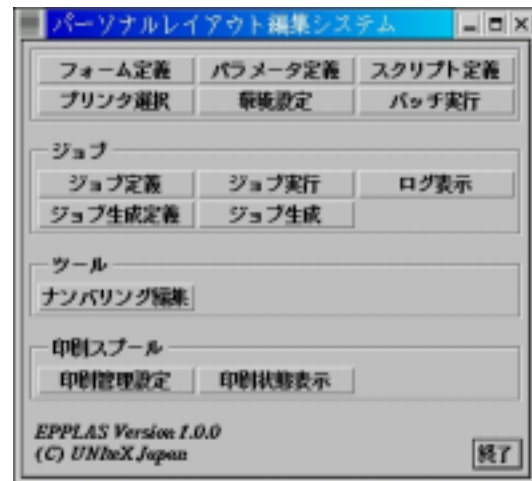 パーソナルレイアウト編集システム
フォーム定義 パラメータ定義 スクリプト定義
プリンタ選択 環境設定 バッチ実行
ジョブ
ジョブ定義 ジョブ実行 ログ表示
ジョブ生成定義 ジョブ生成
ツール
ナンバリング編集
印刷スプール
印刷管理設定 印刷状態表示
EPPLAS Version 1.0.0
(C) UNIteX Japan
終了